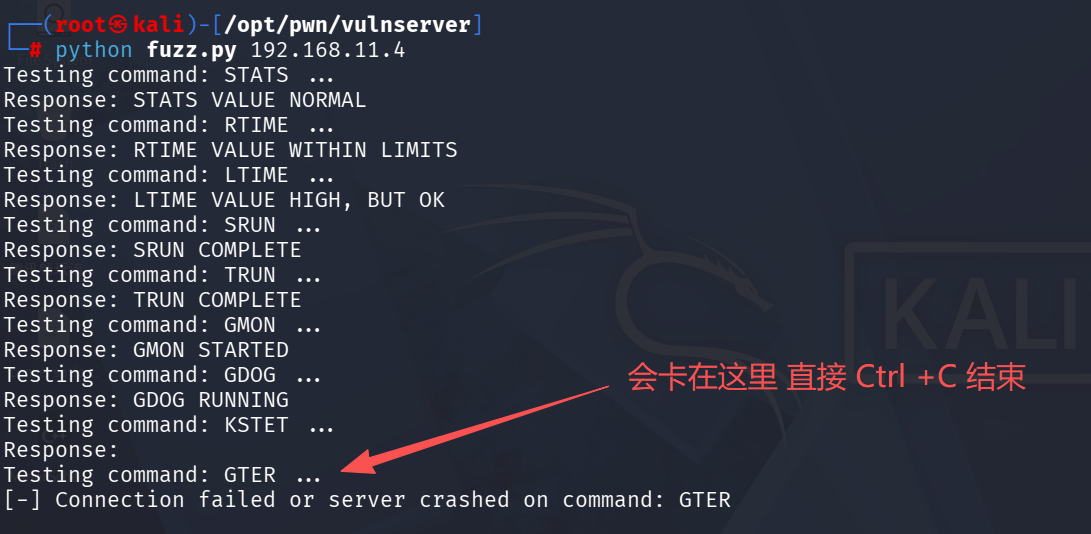 ┌──(root㉿kali)-[/opt/pwn/vulnserver]
└─# python fuzz.py 192.168.11.4
Testing command: STATS ...
Response: STATS VALUE NORMAL
Testing command: RTIME ...
Response: RTIME VALUE WITHIN LIMITS
Testing command: LTIME ...
Response: LTIME VALUE HIGH, BUT OK
Testing command: SRUN ...
Response: SRUN COMPLETE
Testing command: TRUN ...
Response: TRUN COMPLETE
Testing command: GMON ...
Response: GMON STARTED
Testing command: GDOG ...
Response: GDOG RUNNING
Testing command: KSTET ...
Response:
Testing command: GTER ...
[-] Connection failed or server crashed on command: GTER
会卡在这里 直接 Ctrl +C 结束
KALI